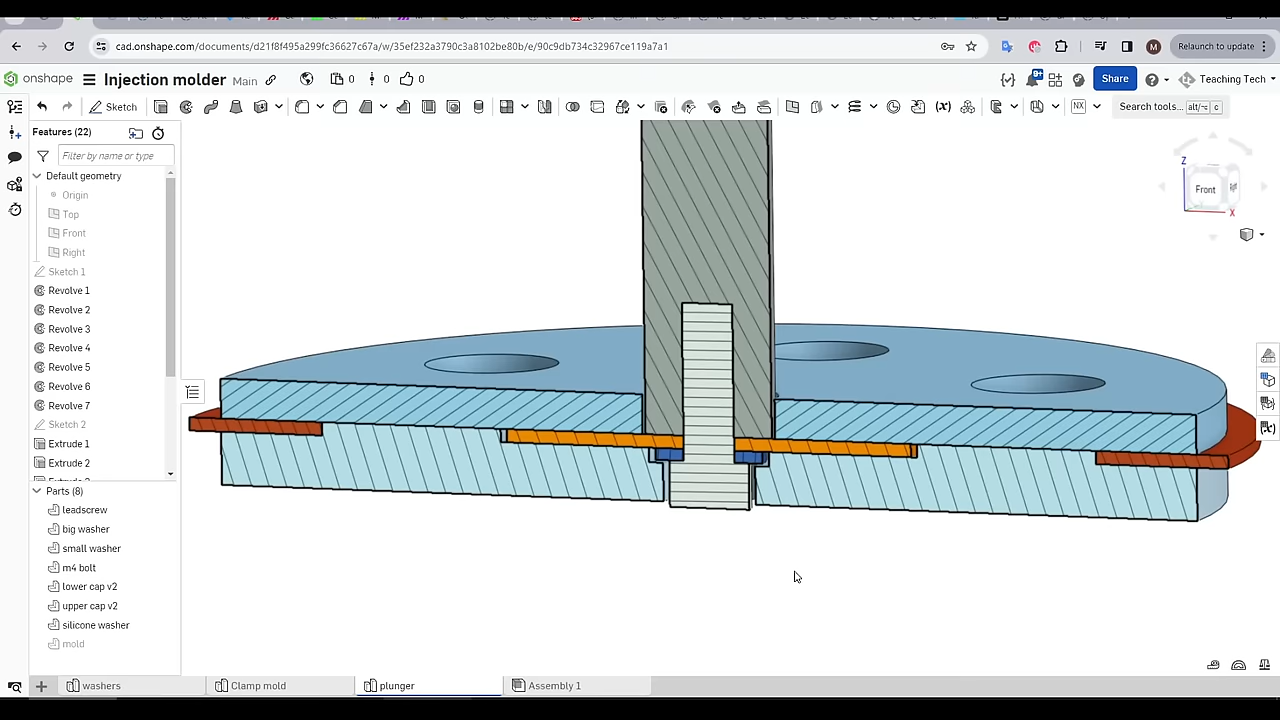 cad.onshape.com/documents/d21f8f495a299fc36627c67a/w/35ef232a3790c3a8102be80b/e/90c9db734c32967ce119a7a1
M
Relaunch to update
onshape
Injection molder
Main
0
0
0
9+
Share
Teaching Tech
Sketch
NX
Search tools...
alt/⌥
c
Features (22)
Filter by name or type
Default geometry
Origin
Top
Front
Right
Sketch 1
Revolve 1
Revolve 2
Revolve 3
Revolve 4
Revolve 5
Revolve 6
Revolve 7
Sketch 2
Extrude 1
Extrude 2
Parts (8)
leadscrew
big washer
small washer
m4 bolt
lower cap v2
upper cap v2
silicone washer
mold
Z
Front
X
washers
Clamp mold
plunger
Assembly 1